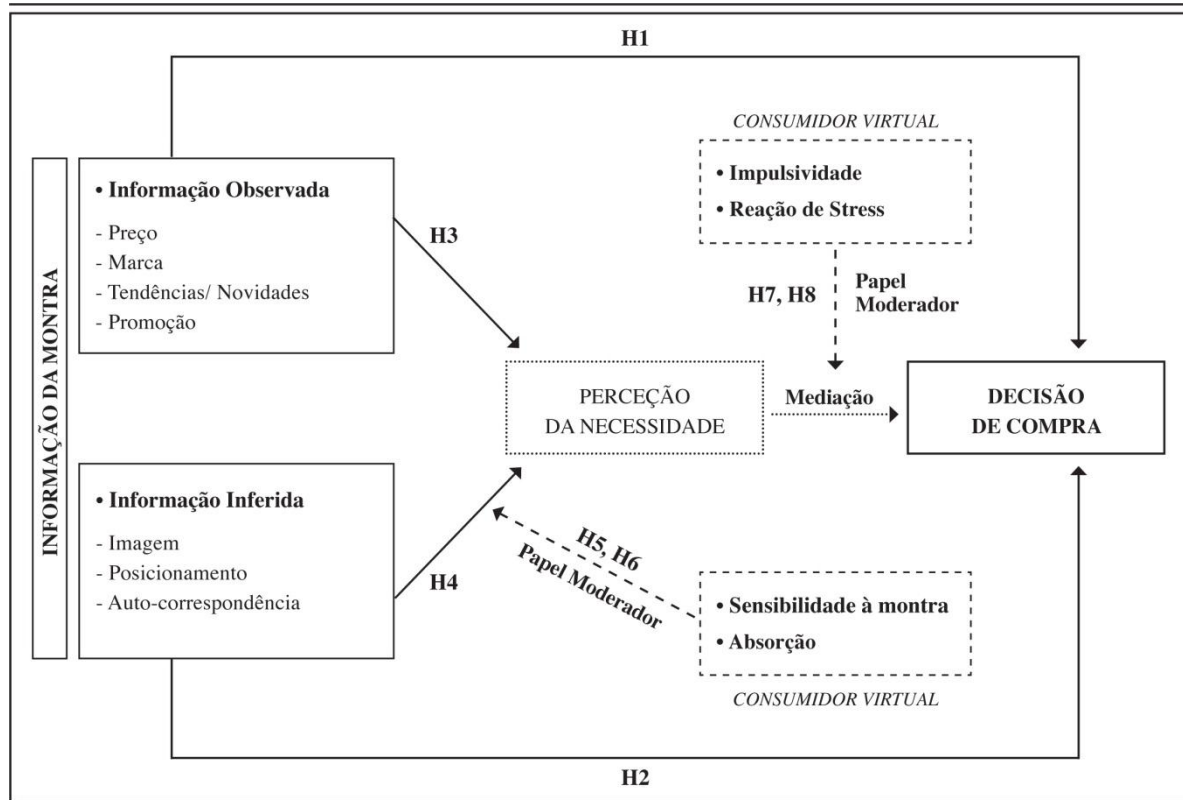 H1
INFORMAÇÃO DA MONTRA
• Informação Observada
- Preço
- Marca
- Tendências/ Novidades
- Promoção
H3
CONSUMIDOR VIRTUAL
• Impulsividade
• Reação de Stress
H7, H8
Papel
Moderador
PERCEÇÃO
DA NECESSIDADE
Mediação
DECISÃO
DE COMPRA
• Informação Inferida
- Imagem
- Posicionamento
- Auto-correspondência
H4
H5, H6
Papel Moderador
• Sensibilidade à montra
• Absorção
CONSUMIDOR VIRTUAL
H2